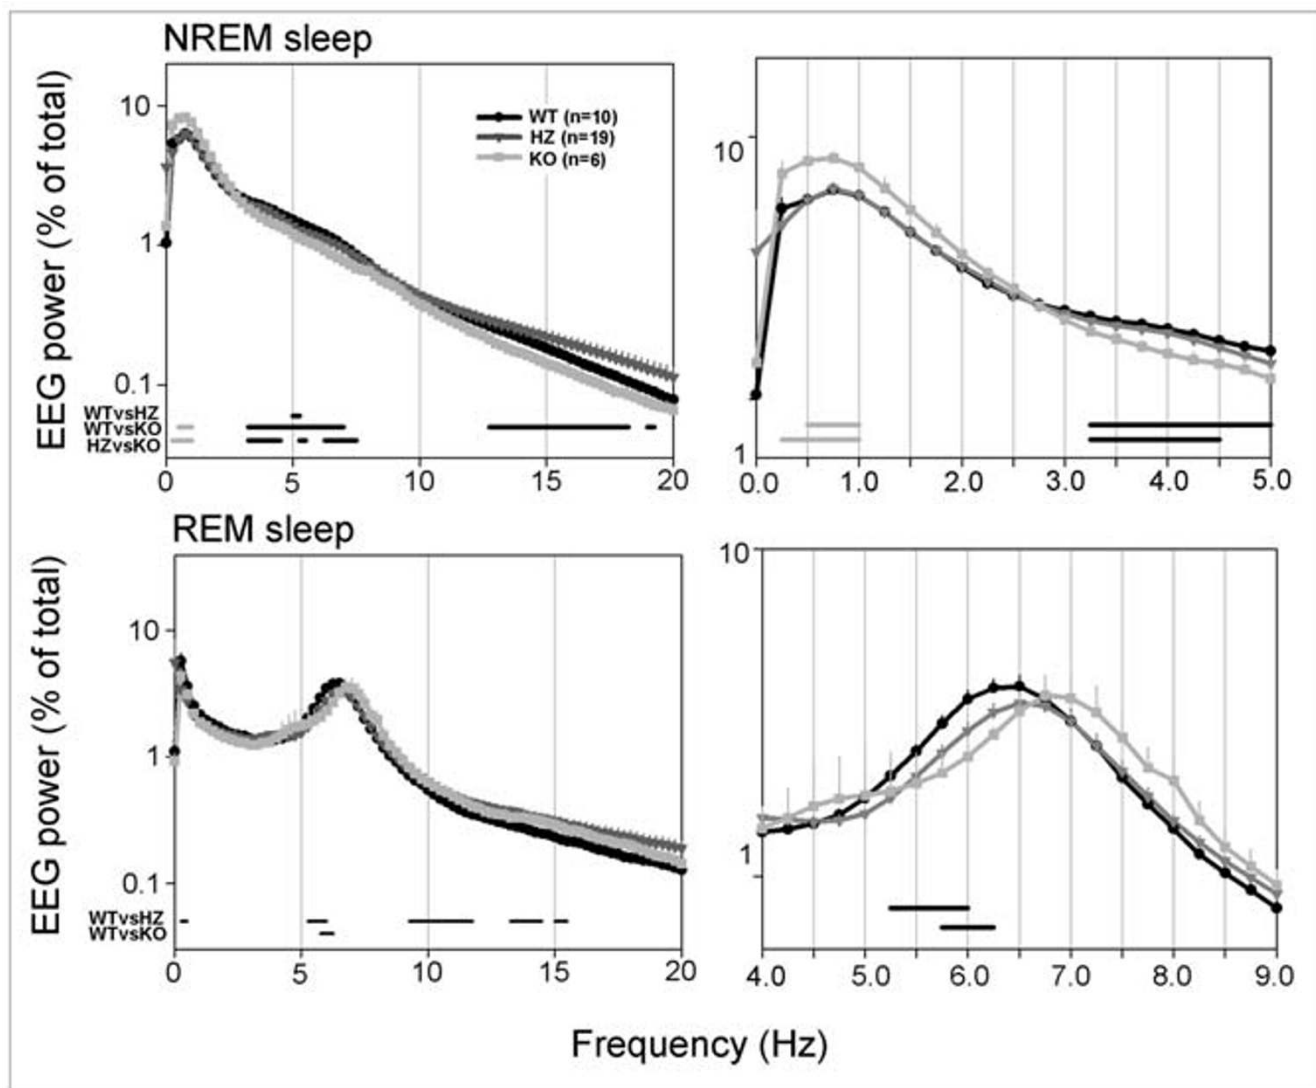 NREM sleep
EEG power (% of total)
10
1
0.1
WT (n=10)
HZ (n=19)
KO (n=6)
WTvsHZ
WTvsKO
HZvsKO
0 5 10 15 20
10
1
0.0 1.0 2.0 3.0 4.0 5.0
REM sleep
EEG power (% of total)
10
1
0.1
WTvsHZ
WTvsKO
0 5 10 15 20
10
1
4.0 5.0 6.0 7.0 8.0 9.0
Frequency (Hz)